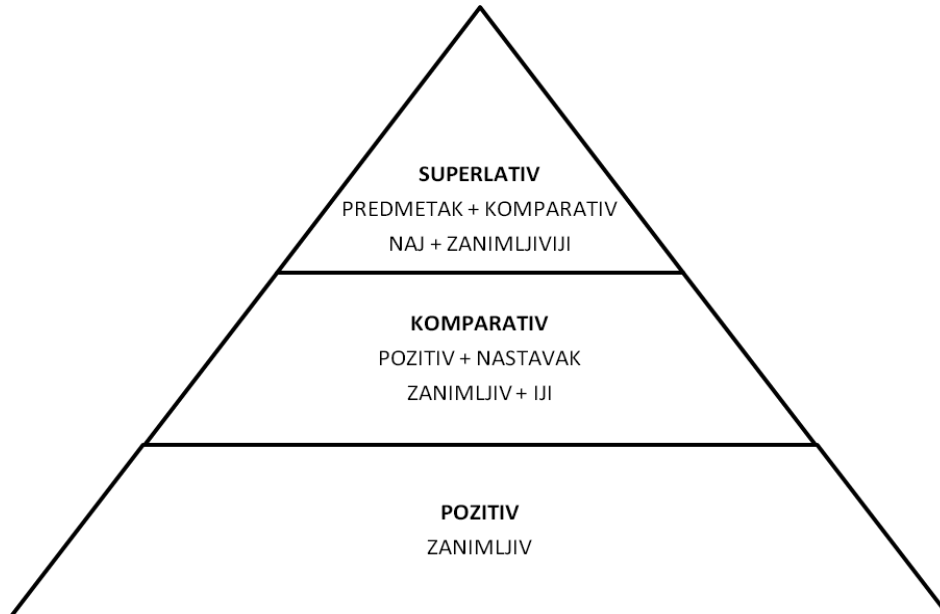 SUPERLATIV
PREDMETAK + KOMPARATIV
NAJ + ZANIMLJIVIJI
KOMPARATIV
POZITIV + NASTAVAK
ZANIMLJIV + IJI
POZITIV
ZANIMLJIV